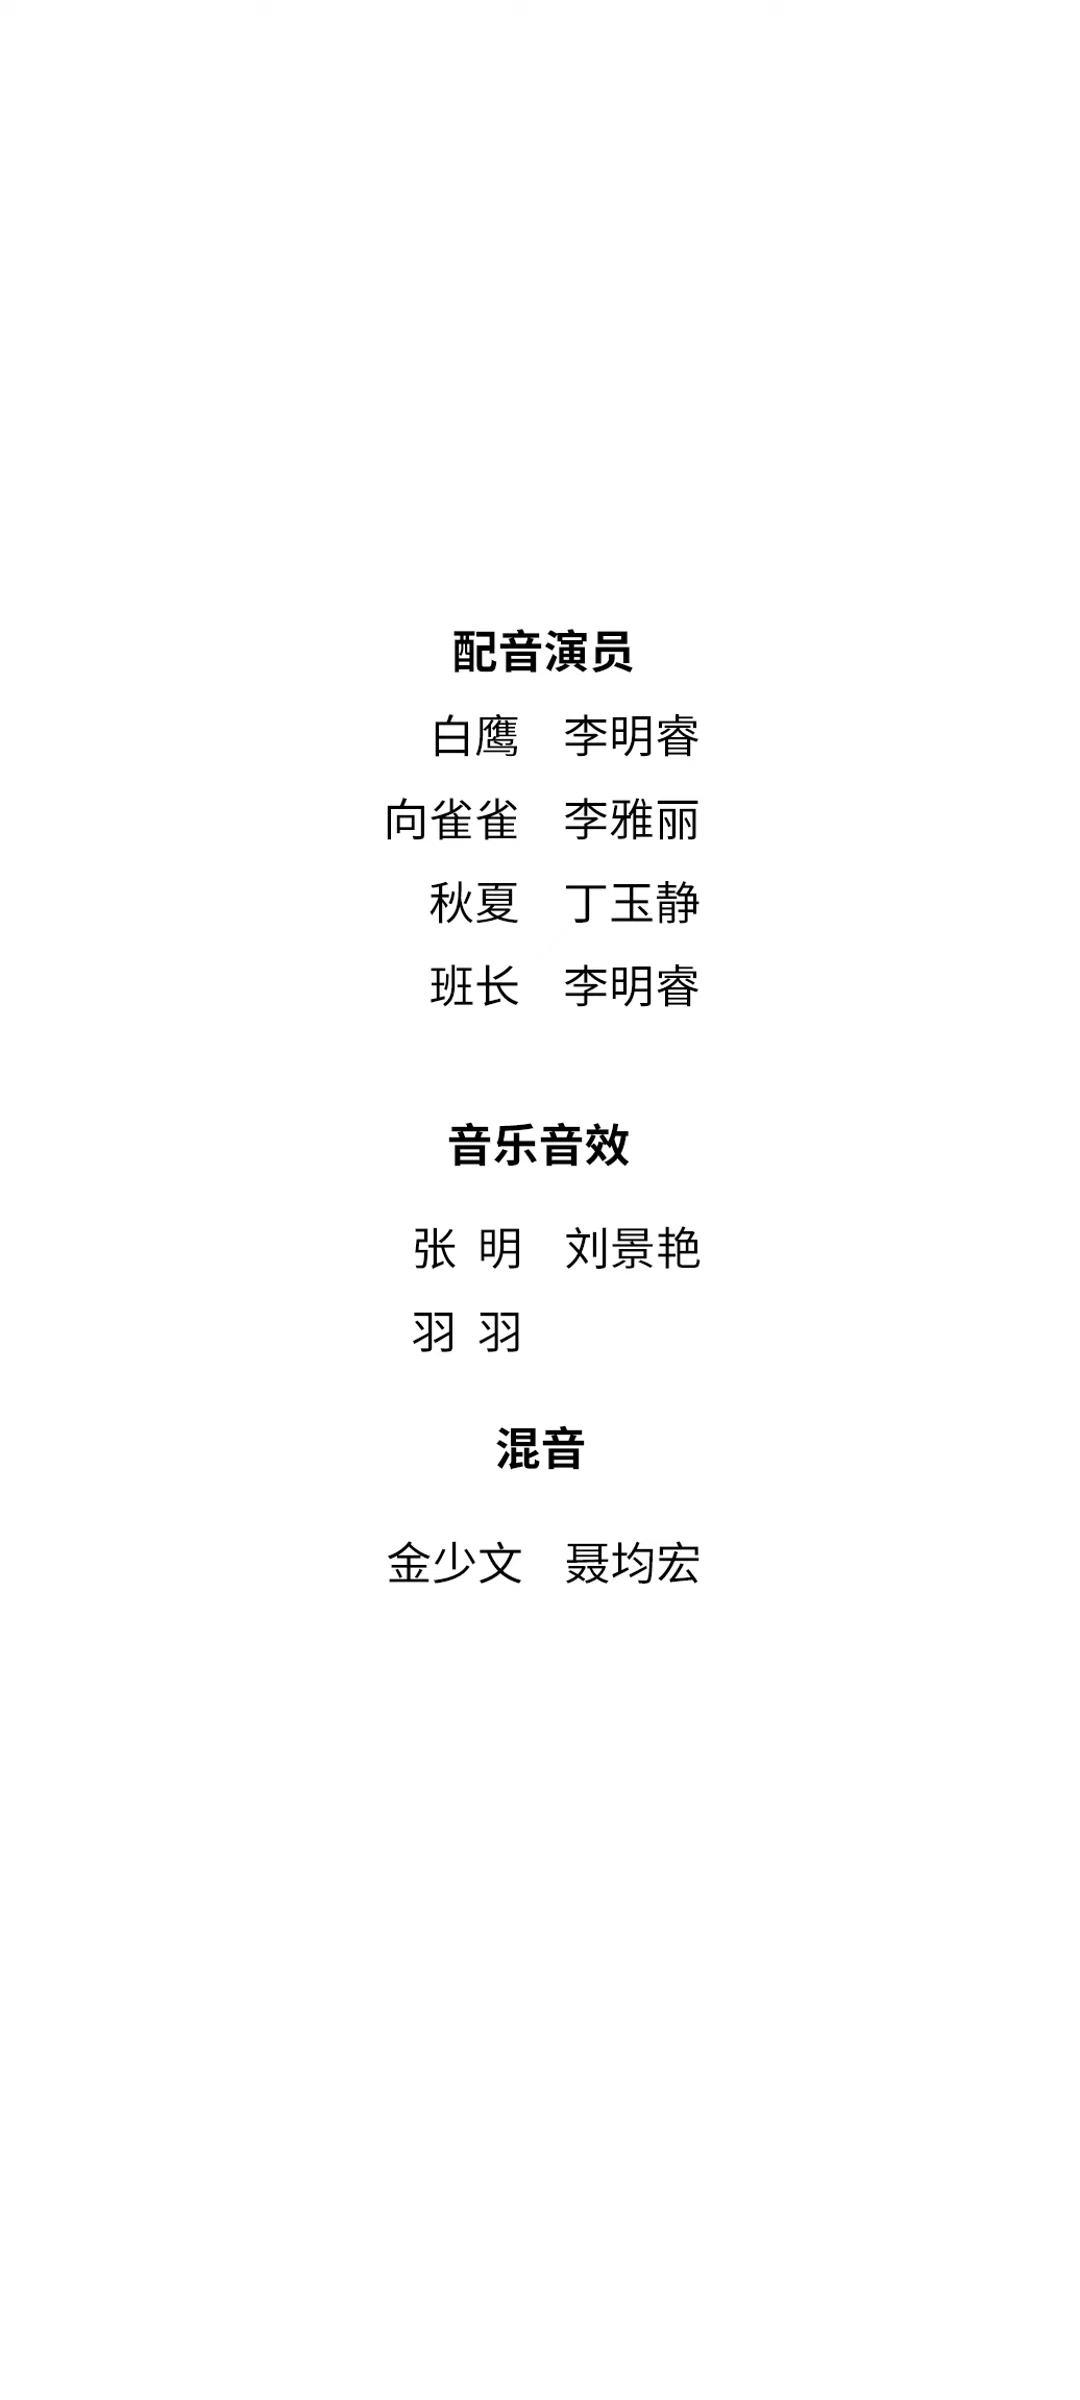 配音演员
白鹰 李明睿
向雀雀 李雅丽
秋夏 丁玉静
班长 李明睿
音乐音效
张 明 刘景艳
羽 羽
混音
金少文 聂均宏